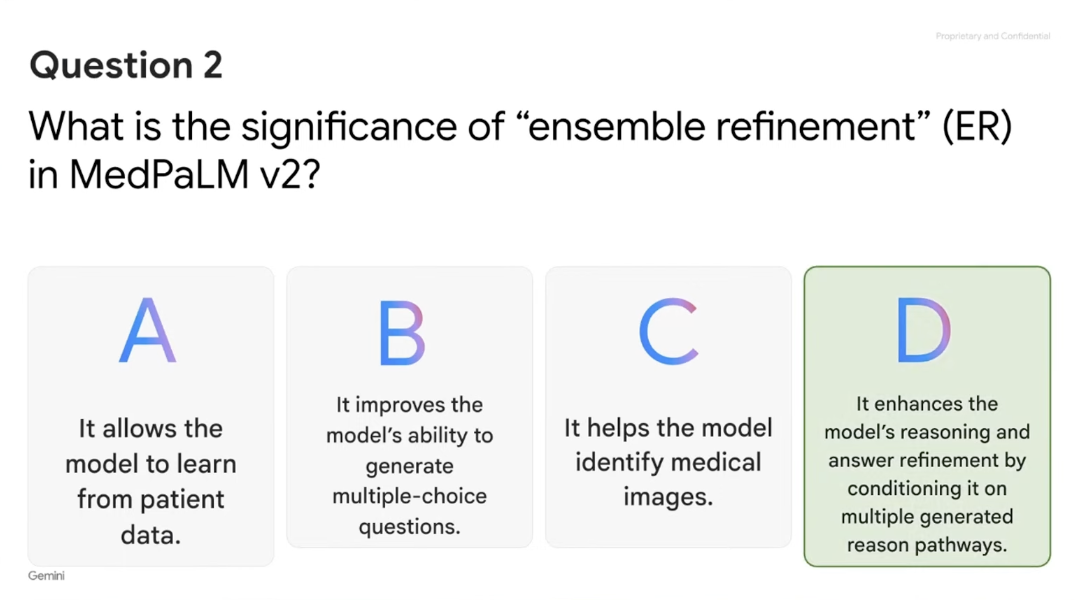 Proprietary and Confidential
Question 2
What is the significance of “ensemble refinement” (ER)
in MedPaLM v2?
A
It allows the
model to learn
from patient
data.
B
It improves the
model’s ability to
generate
multiple-choice
questions.
C
It helps the model
identify medical
images.
D
It enhances the
model’s reasoning and
answer refinement by
conditioning it on
multiple generated
reason pathways.
Gemini